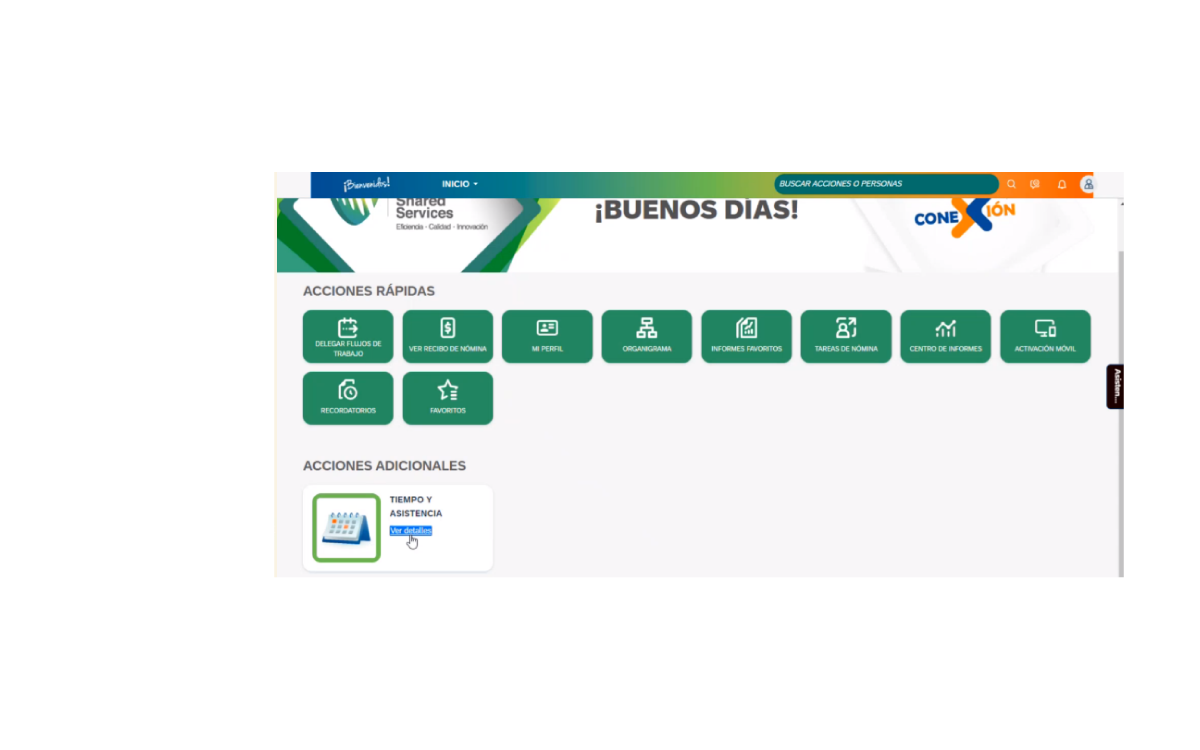 ¡Bienvenidos!
INICIO
BUSCAR ACCIONES O PERSONAS
Shared
Services
Eficiencia - Calidad - Innovación
¡BUENOS DÍAS!
CONEXIÓN
ACCIONES RÁPIDAS
DELEGAR FLUJOS DE
TRABAJO
VER RECIBO DE NÓMINA
MI PERFIL
ORGANIGRAMA
INFORMES FAVORITOS
TAREAS DE NÓMINA
CENTRO DE INFORMES
ACTIVACIÓN MÓVIL
Asisten...
RECORDATORIOS
FAVORITOS
ACCIONES ADICIONALES
TIEMPO Y
ASISTENCIA
Ver detalles